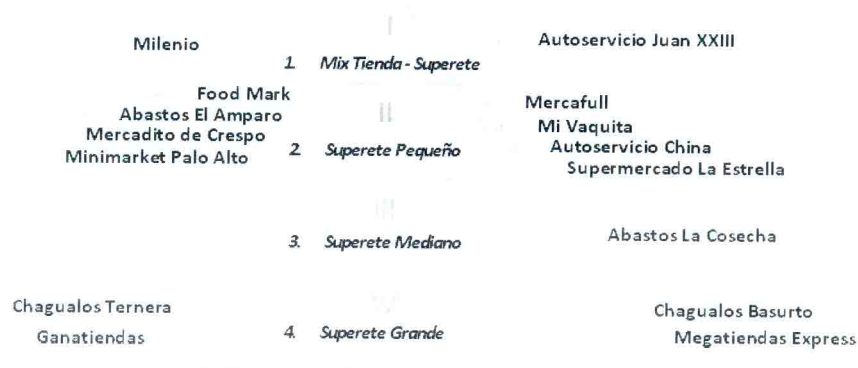 I
Milenio
Autoservicio Juan XXIII
1. Mix Tienda - Superete
Food Mark
Mercafull
Abastos El Amparo
II
Mi Vaquita
Mercadito de Crespo
2. Superete Pequeño
Autoservicio China
Minimarket Palo Alto
Supermercado La Estrella
III
3. Superete Mediano
Abastos La Cosecha
Chagualos Ternera
Chagualos Basurto
Ganatiendas
4. Superete Grande
Megatiendas Express